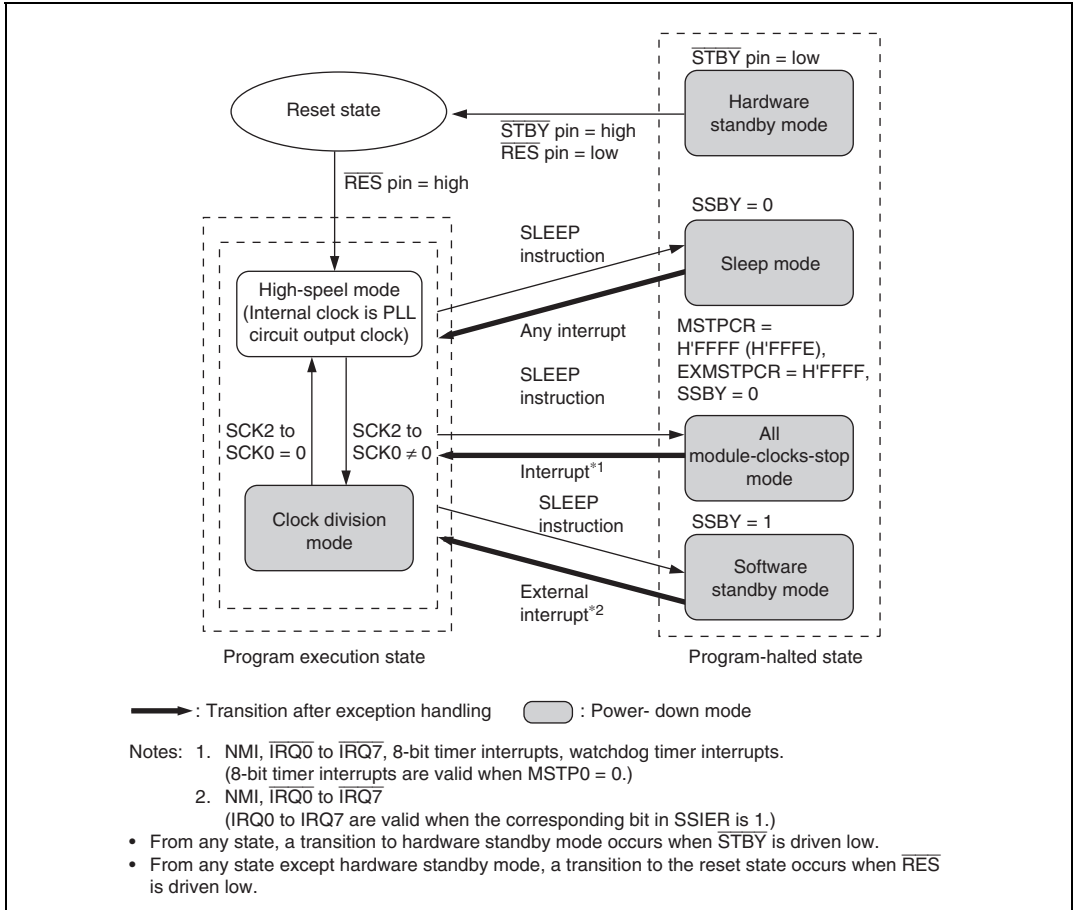 STBY pin = low
Hardware
standby mode
Reset state
STBY pin = high
RES pin = low
RES pin = high
SSBY = 0
SLEEP
instruction
Sleep mode
High-speel mode
(Internal clock is PLL
circuit output clock)
Any interrupt
MSTPCR =
H'FFFF (H'FFFE),
EXMSTPCR = H'FFFF,
SSBY = 0
SLEEP
instruction
SCK2 to
SCK0 = 0
SCK2 to
SCK0 ≠ 0
All
module-clocks-stop
mode
Interrupt*1
SLEEP
instruction
SSBY = 1
Clock division
mode
Software
standby mode
External
interrupt*2
Program execution state
Program-halted state
: Transition after exception handling
: Power- down mode
Notes: 1. NMI, IRQ0 to IRQ7, 8-bit timer interrupts, watchdog timer interrupts.
(8-bit timer interrupts are valid when MSTP0 = 0.)
2. NMI, IRQ0 to IRQ7
(IRQ0 to IRQ7 are valid when the corresponding bit in SSIER is 1.)
• From any state, a transition to hardware standby mode occurs when STBY is driven low.
• From any state except hardware standby mode, a transition to the reset state occurs when RES
is driven low.